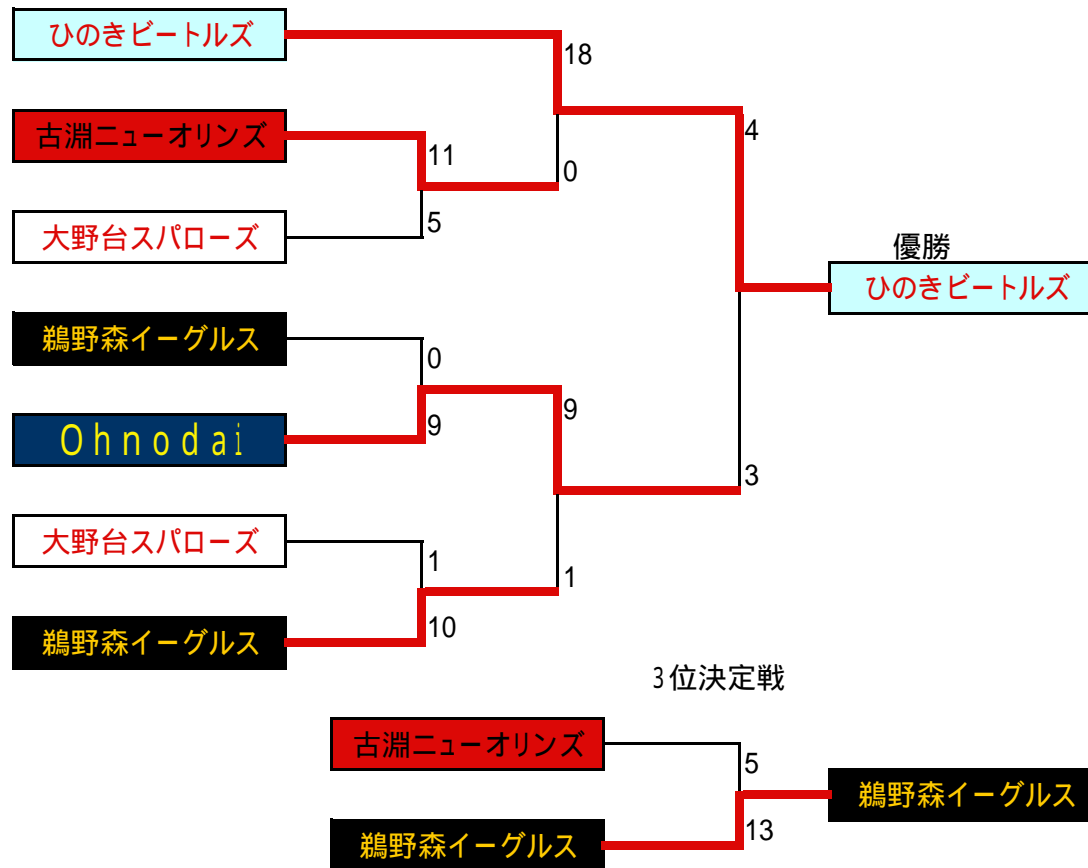 ひのきビートルズ
18
古淵ニューオリンズ
4
11
0
大野台スパローズ
5
優勝
ひのきビートルズ
鵜野森イーグルス
0
9
Ohnodai
9
3
大野台スパローズ
1
1
鵜野森イーグルス
10
3位決定戦
古淵ニューオリンズ
5
鵜野森イーグルス
13
鵜野森イーグルス